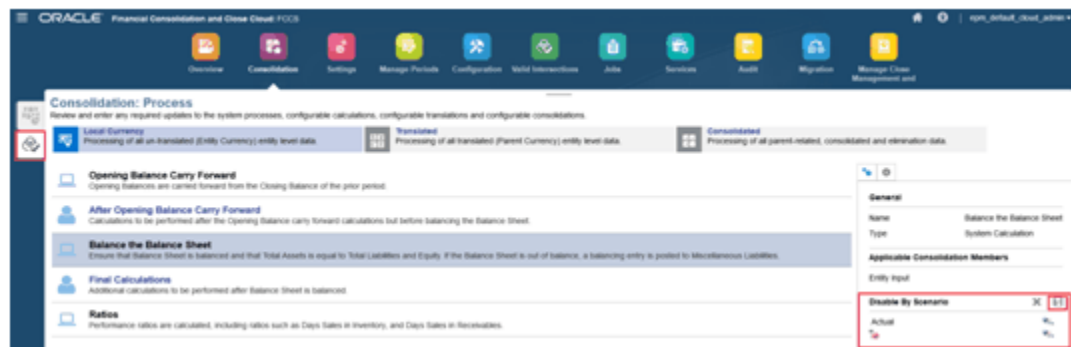 ORACLE Financial Consolidation and Close Cloud: FCCS
epm_default_cloud_admin
Overview Consolidation Settings Manage Periods Configuration Valid Intersections Jobs Services Audit Migration Manage Close Management and
Consolidation: Process
Review and enter any required updates to the system processes, configurable calculations, configurable translations and configurable consolidations.
Local Currency
Processing of all un-translated (Entity Currency) entity level data.
Translated
Processing of all translated (Parent Currency) entity level data.
Consolidated
Processing of all parent-related, consolidated and elimination data.
Opening Balance Carry Forward
Opening Balances are carried forward from the Closing Balance of the prior period.
After Opening Balance Carry Forward
Calculations to be performed after the Opening Balance carry forward calculations but before balancing the Balance Sheet.
Balance the Balance Sheet
Ensure that Balance Sheet is balanced and that Total Assets is equal to Total Liabilities and Equity. If the Balance Sheet is out of balance, a balancing entry is posted to Miscellaneous Liabilities.
Final Calculations
Additional calculations to be performed after Balance Sheet is balanced.
Ratios
Performance ratios are calculated, including ratios such as Days Sales in Inventory, and Days Sales in Receivables.
General
Name Balance the Balance Sheet
Type System Calculation
Applicable Consolidation Members
Entity Input
Disable By Scenario
Actual